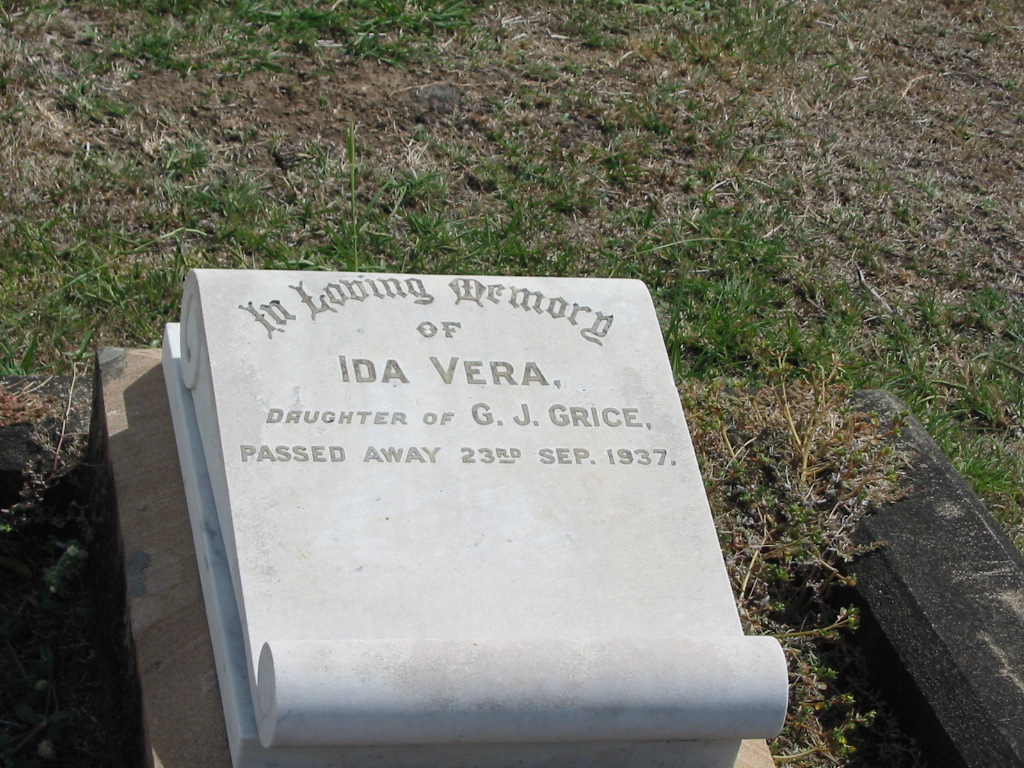 In Loving Memory
OF
IDA VERA,
DAUGHTER OF G. J. GRICE,
PASSED AWAY 23RD SEP. 1937.